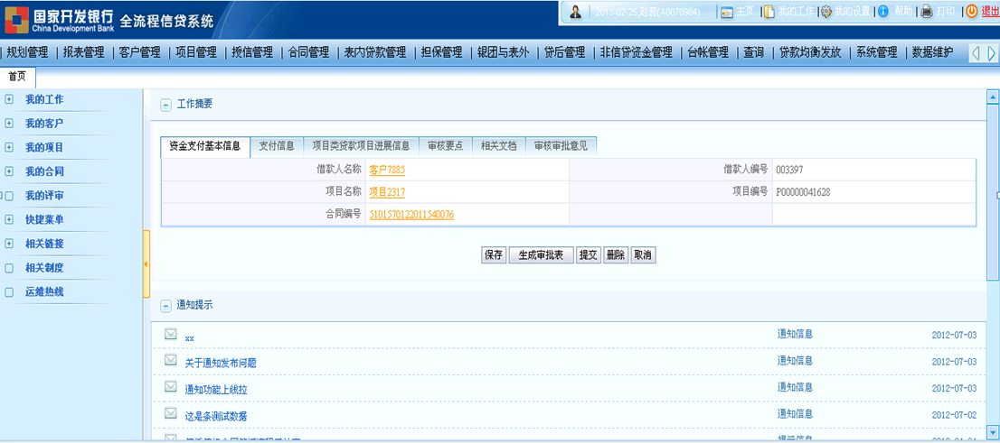 国家开发银行
China Development Bank
全流程信贷系统
主页 我的工作 我的设置 帮助 打印 退出
规划管理 报表管理 客户管理 项目管理 授信管理 合同管理 表内贷款管理 担保管理 银团与表外 贷后管理 非信贷资金管理 台帐管理 查询 贷款均衡发放 系统管理 数据维护
首页
我的工作
我的客户
我的项目
我的合同
我的评审
快捷菜单
相关链接
相关制度
运维热线
工作摘要
资金支付基本信息 支付信息 项目类贷款项目进展信息 审核要点 相关文档 审核审批意见
借款人名称 客户7885 借款人编号 003397
项目名称 项目2317 项目编号 P00000041628
合同编号 5101570122011540076
保存 生成审批表 提交 删除 取消
通知提示
xx 通知信息 2012-07-03
关于通知发布问题 通知信息 2012-07-03
通知功能上线拉 通知信息 2012-07-03
这是条测试数据 通知信息 2012-07-02